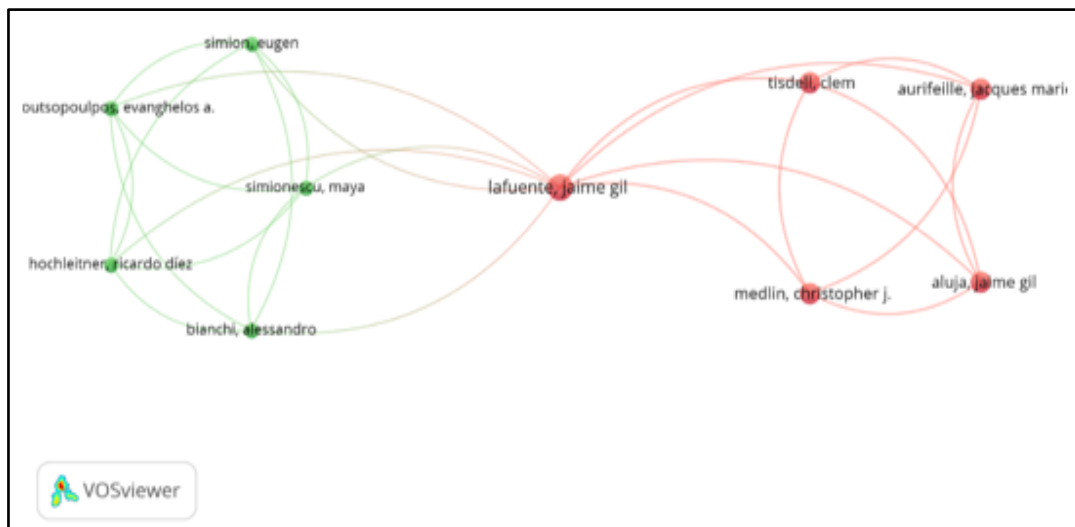 simion, eugen
tisdell, clem
aurifeille, jacques mari
outsopoulpos, evanghelos a.
simionescu, maya
lafuente, jaime gil
hochleitner, ricardo díez
aluja, jaime gil
medlin, christopher j.
bianchi, alessandro
VOSviewer